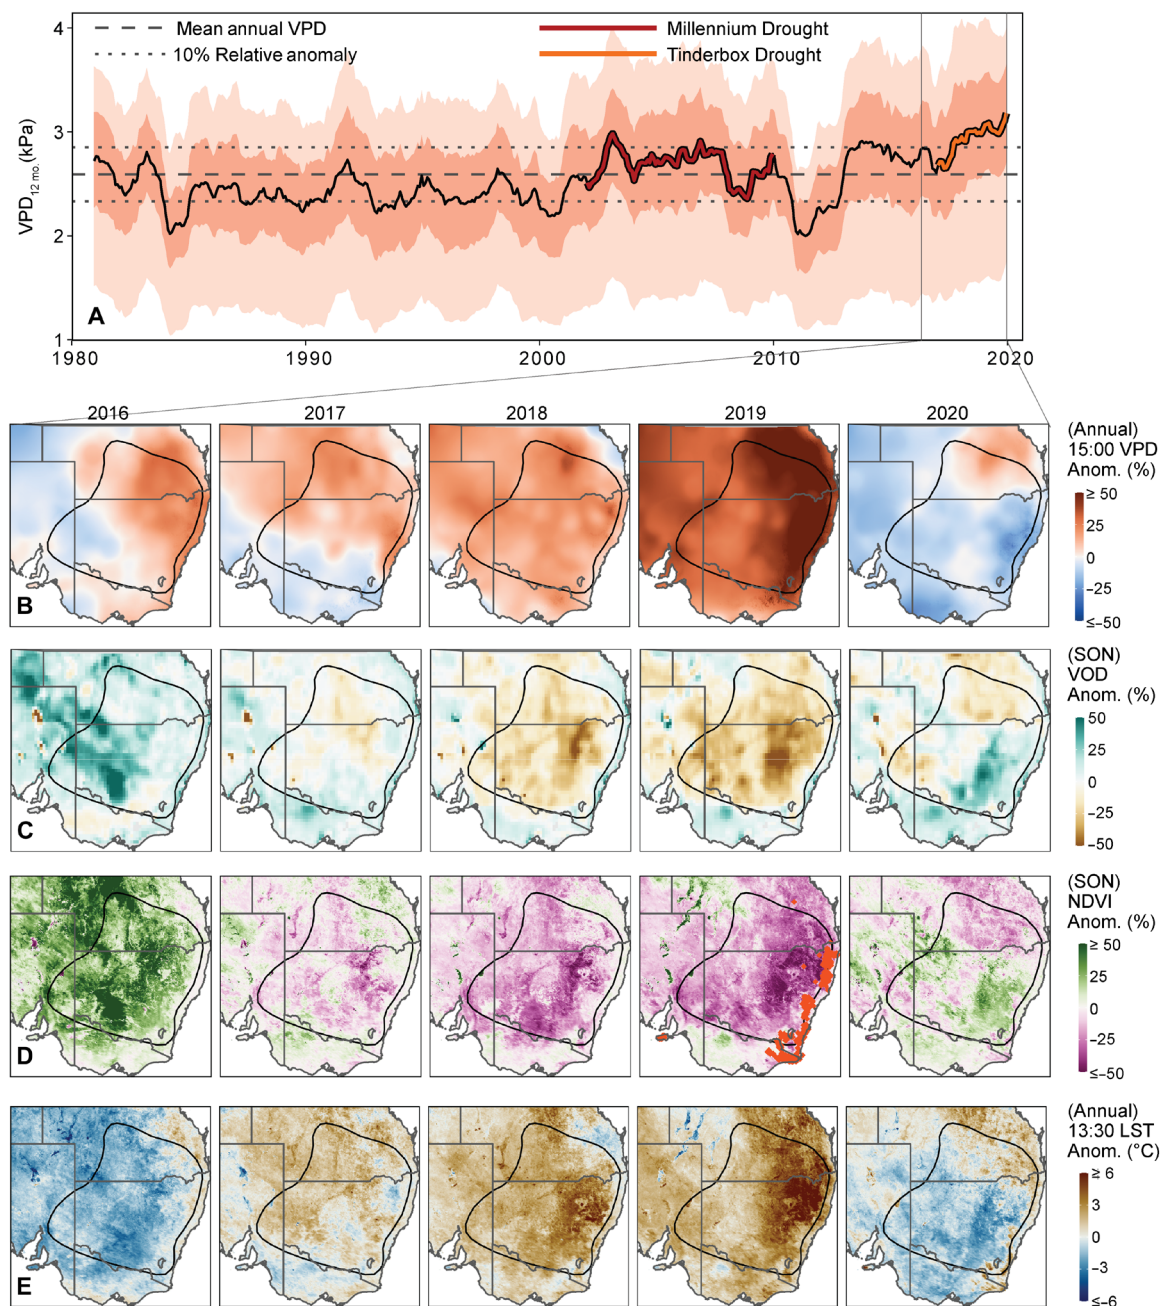 Mean annual VPD
10% Relative anomaly
Millennium Drought
Tinderbox Drought
VPD12 mo. (kPa)
4
3
2
1
A
1980
1990
2000
2010
2020
2016
2017
2018
2019
2020
B
(Annual)
15:00 VPD
Anom. (%)
≥ 50
25
0
−25
≤−50
C
(SON)
VOD
Anom. (%)
50
25
0
−25
−50
D
(SON)
NDVI
Anom. (%)
≥ 50
25
0
−25
≤−50
E
(Annual)
13:30 LST
Anom. (°C)
≥ 6
3
0
−3
≤−6